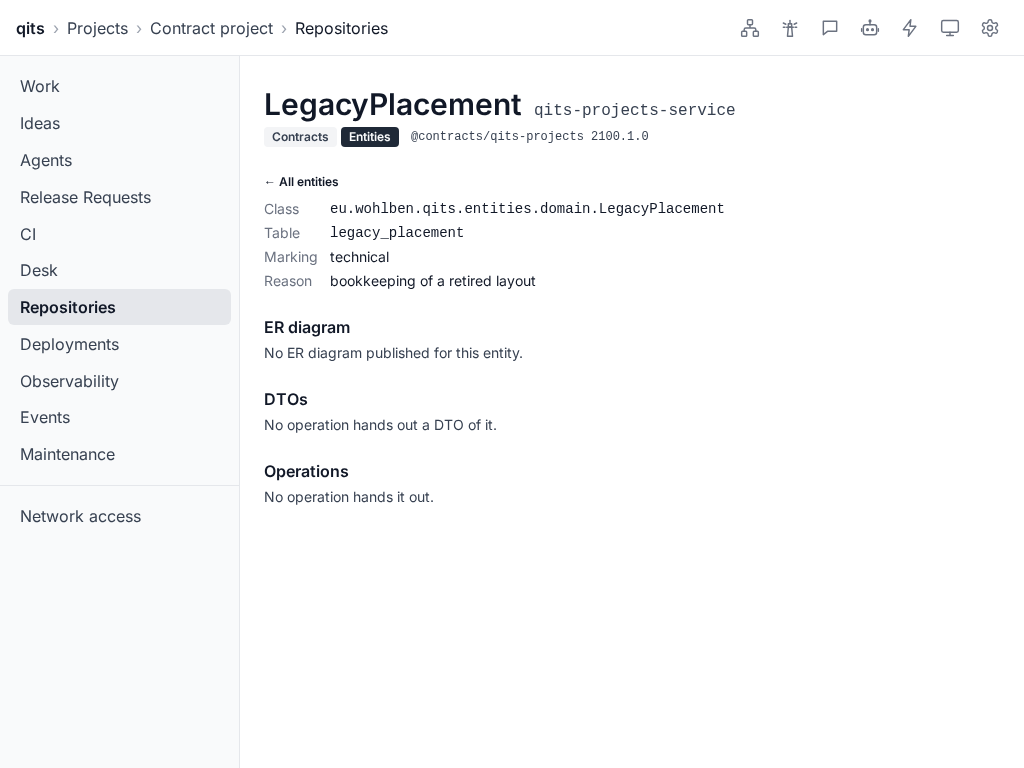 qits › Projects › Contract project › Repositories
Work
Ideas
Agents
Release Requests
CI
Desk
Repositories
Deployments
Observability
Events
Maintenance
Network access
LegacyPlacement qits-projects-service
Contracts Entities @contracts/qits-projects 2100.1.0
← All entities
Class eu.wohlben.qits.entities.domain.LegacyPlacement
Table legacy_placement
Marking technical
Reason bookkeeping of a retired layout
ER diagram
No ER diagram published for this entity.
DTOs
No operation hands out a DTO of it.
Operations
No operation hands it out.